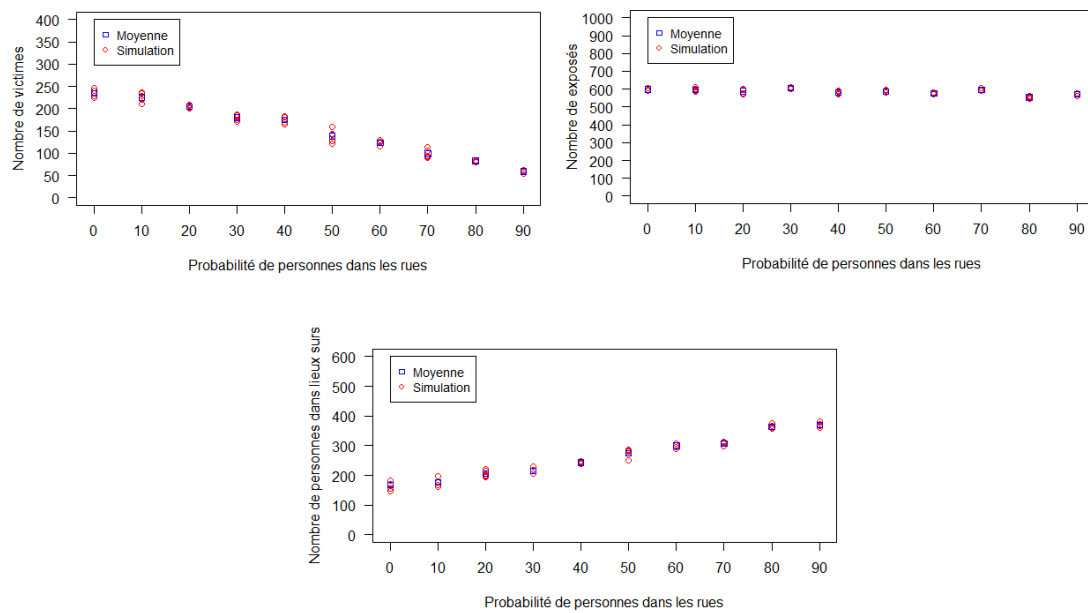 Nombre de victimes
400
350
300
250
200
150
100
50
0
Moyenne
Simulation
0 10 20 30 40 50 60 70 80 90
Probabilité de personnes dans les rues
Nombre de exposés
1000
900
800
700
600
500
400
300
200
100
0
Moyenne
Simulation
0 10 20 30 40 50 60 70 80 90
Probabilité de personnes dans les rues
Nombre de personnes dans lieux surs
600
500
400
300
200
100
0
Moyenne
Simulation
0 10 20 30 40 50 60 70 80 90
Probabilité de personnes dans les rues